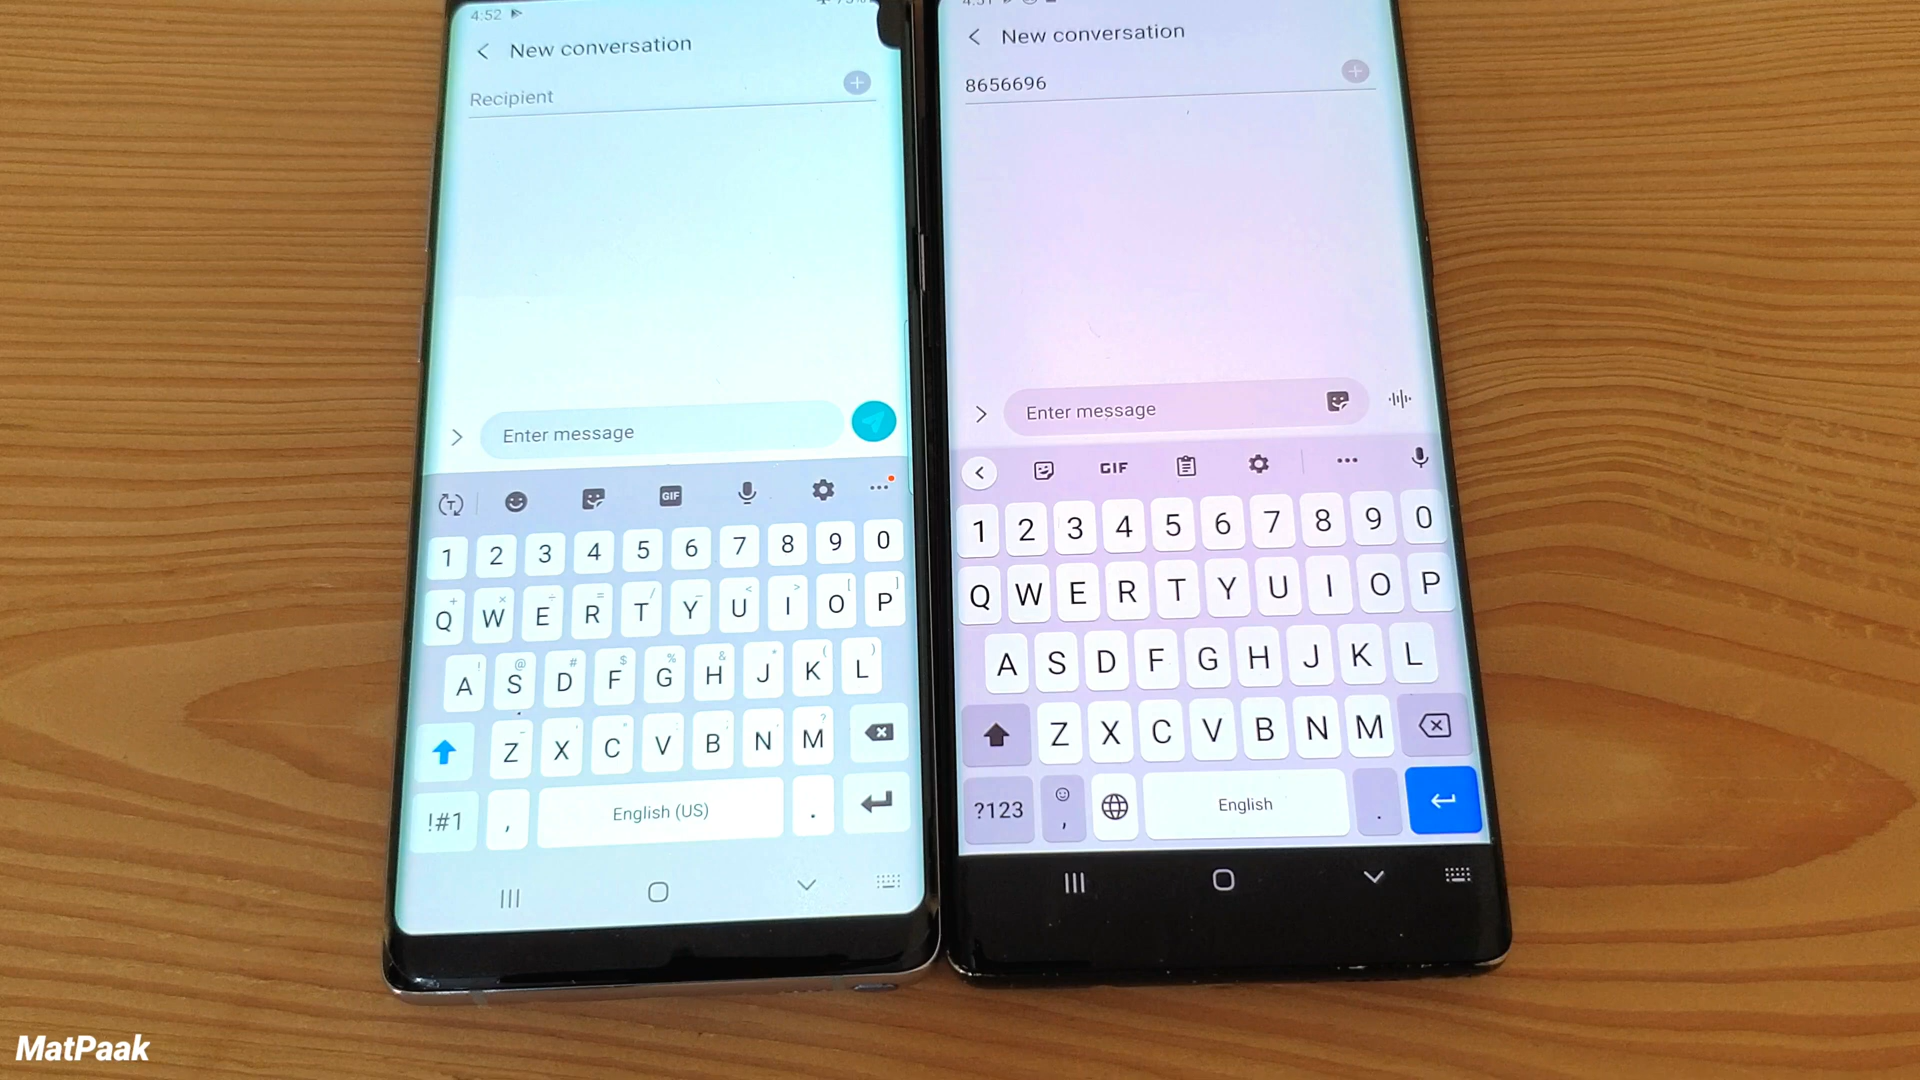 4:52
New conversation
Recipient
Enter message
GIF
1 2 3 4 5 6 7 8 9 0
Q W E R T Y U I O P
A S D F G H J K L
Z X C V B N M
!#1 , English (US) .
New conversation
8656696
Enter message
GIF
1 2 3 4 5 6 7 8 9 0
Q W E R T Y U I O P
A S D F G H J K L
Z X C V B N M
?123 , English .
MatPaak